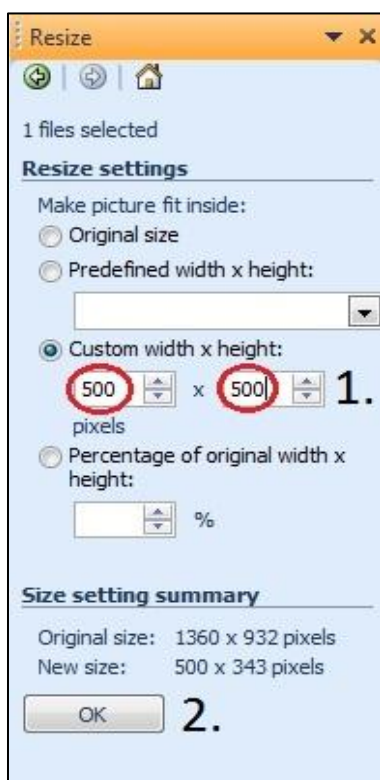 Resize
1 files selected
Resize settings
Make picture fit inside:
Original size
Predefined width x height:
Custom width x height:
500 x 500 1.
pixels
Percentage of original width x
height:
%
Size setting summary
Original size: 1360 x 932 pixels
New size: 500 x 343 pixels
OK 2.